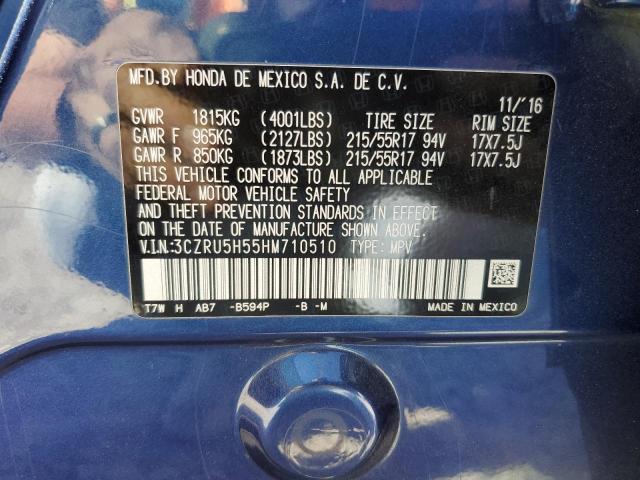 MFD.BY HONDA DE MEXICO S.A. DE C.V.
11/'16
GVWR 1815KG (4001LBS) TIRE SIZE RIM SIZE
GAWR F 965KG (2127LBS) 215/55R17 94V 17X7.5J
GAWR R 850KG (1873LBS) 215/55R17 94V 17X7.5J
THIS VEHICLE CONFORMS TO ALL APPLICABLE
FEDERAL MOTOR VEHICLE SAFETY
AND THEFT PREVENTION STANDARDS IN EFFECT
ON THE DATE OF MANUFACTURE SHOWN ABOVE.
V.I.N:3CZRU5H55HM710510 TYPE: MPV
T7W H AB7 -B594P -B -M MADE IN MEXICO